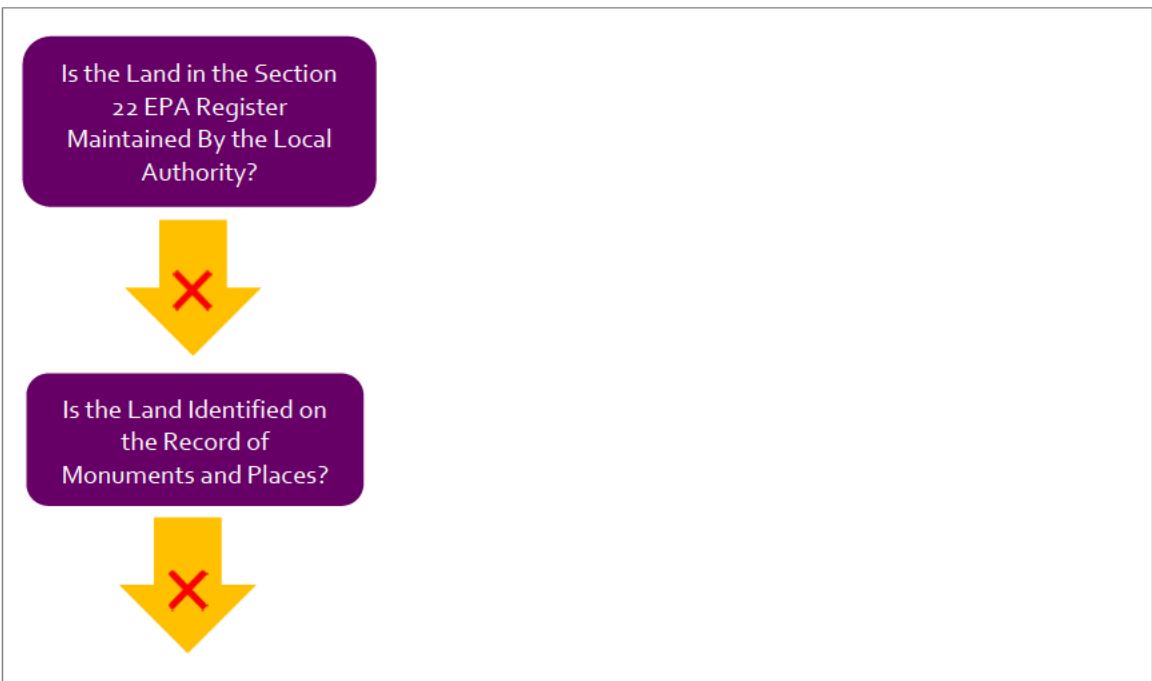 Is the Land in the Section
22 EPA Register
Maintained By the Local
Authority?
Is the Land Identified on
the Record of
Monuments and Places?